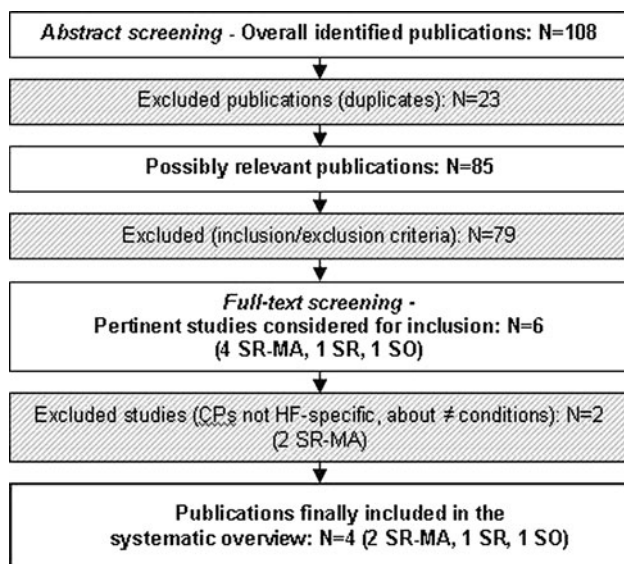 Abstract screening - Overall identified publications: N=108
Excluded publications (duplicates): N=23
Possibly relevant publications: N=85
Excluded (inclusion/exclusion criteria): N=79
Full-text screening -
Pertinent studies considered for inclusion: N=6
(4 SR-MA, 1 SR, 1 SO)
Excluded studies (CPs not HF-specific, about ≠ conditions): N=2
(2 SR-MA)
Publications finally included in the
systematic overview: N=4 (2 SR-MA, 1 SR, 1 SO)